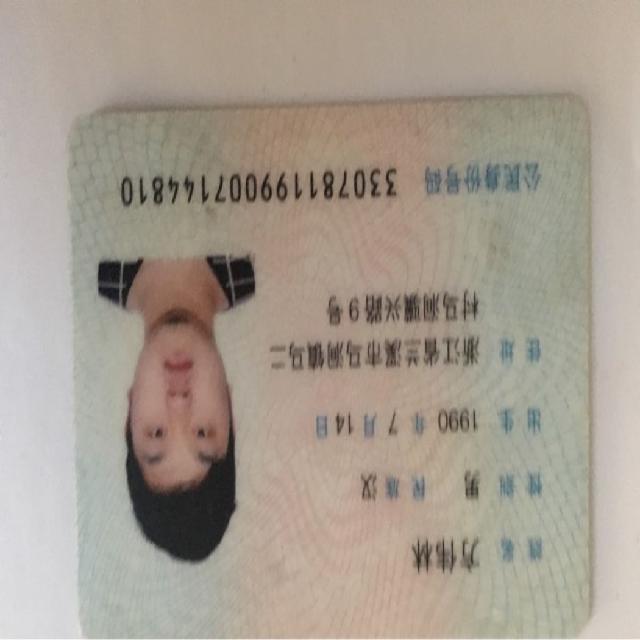 姓名 方伟林
性别 男 民族 汉
出生 1990 年 7 月 14 日
住址 浙江省兰溪市马涧镇马二
村马涧兴路9号
公民身份号码 330781199007144810